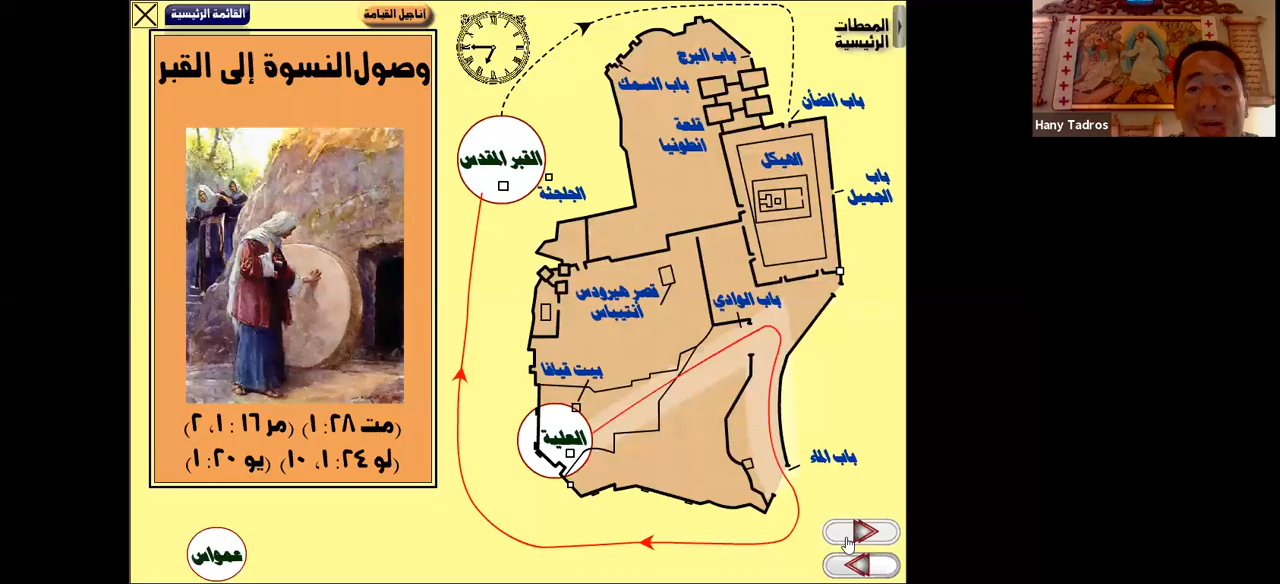 القائمة الرئيسية
أناجيل القيامة
وصول النسوة إلى القبر
(مت ٢٨: ١) (مر ١٦: ١، ٢)
(لو ٢٤: ١، ١٠) (يو ٢٠: ١)
عمواس
المحطات
الرئيسية
باب البرج
باب السمك
باب الضأن
قلعة
انطونيا
الهيكل
باب
الجميل
القبر المقدس
الجلجثة
قصر هيرودس
أنتيباس
باب الوادي
بيت قيافا
العلية
باب الماء
Hany Tadros